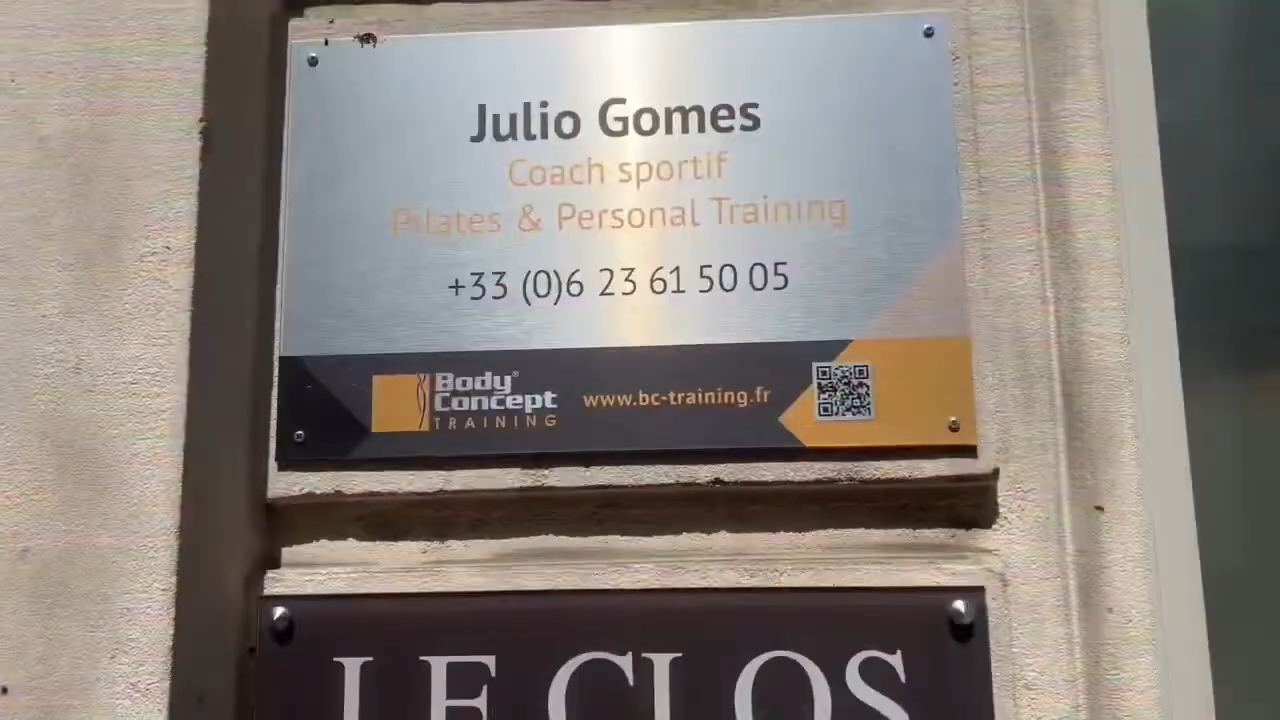 Julio Gomes
Coach sportif
Pilates & Personal Training
+33 (0)6 23 61 50 05
Body®
Concept
TRAINING
www.bc-training.fr
LE CLOS